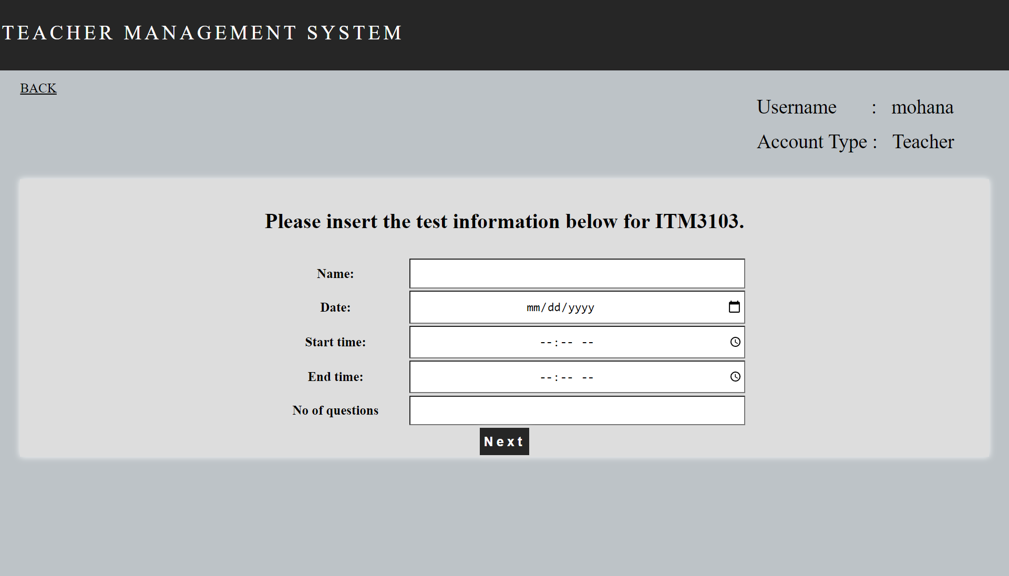 TEACHER MANAGEMENT SYSTEM
BACK
Username : mohana
Account Type : Teacher
Please insert the test information below for ITM3103.
Name:
Date: mm/dd/yyyy
Start time: --:-- --
End time: --:-- --
No of questions
Next